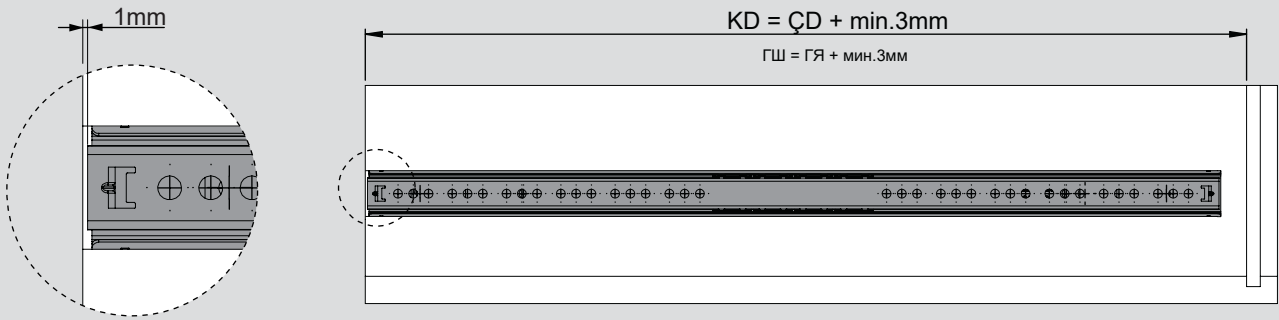 1mm
KD = ÇD + min.3mm
ГШ = ГЯ + мин.3мм